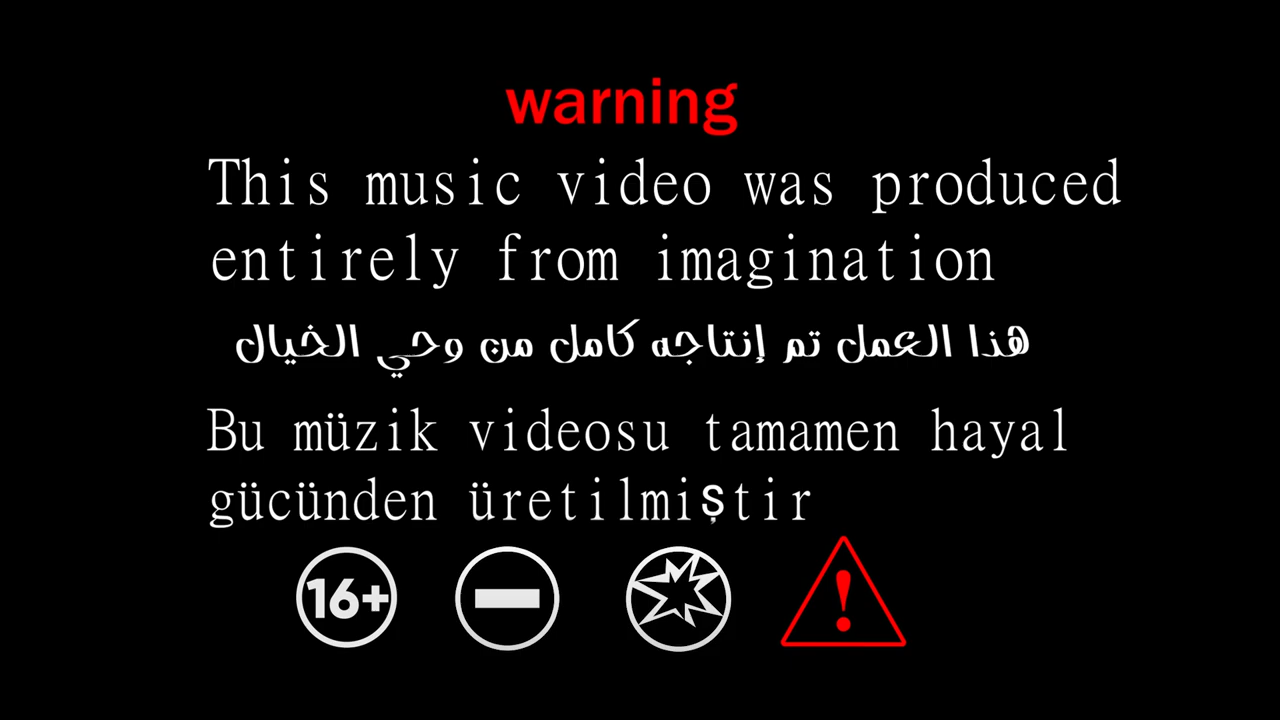 warning
This music video was produced
entirely from imagination
هذا العمل تم إنتاجه كامل من وحي الخيال
Bu müzik videosu tamamen hayal
gücünden üretilmiştir
16+
!